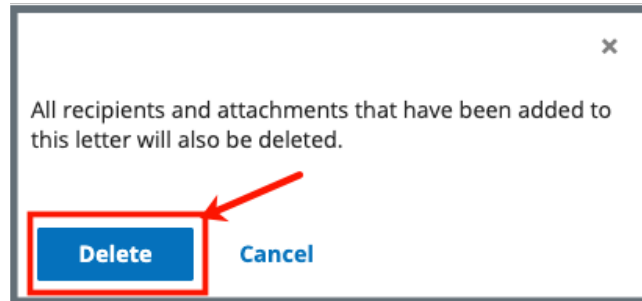 All recipients and attachments that have been added to
this letter will also be deleted.
Delete
Cancel